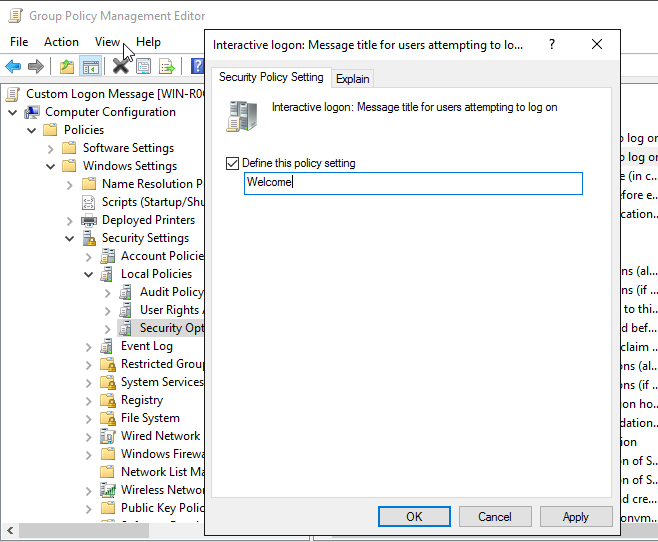 Group Policy Management Editor
File Action View Help
Custom Logon Message [WIN-R0
Computer Configuration
Policies
Software Settings
Windows Settings
Name Resolution P
Scripts (Startup/Shu
Deployed Printers
Security Settings
Account Policie
Local Policies
Audit Policy
User Rights
Security Opt
Event Log
Restricted Group
System Services
Registry
File System
Wired Network
Windows Firewa
Network List Ma
Wireless Networ
Public Key Polic
Interactive logon: Message title for users attempting to lo...
? 
Security Policy Setting
Explain
Interactive logon: Message title for users attempting to log on
Define this policy setting
Welcome
OK Cancel Apply
o log on
o log on
e (in c...
efore e...
cation...
ns (al...
ns (if ...
to thi...
d bef...
claim
ons (al...
ns (if ...
on ho...
dation...
ion
n of S...
n of S...
d cre...
onym...